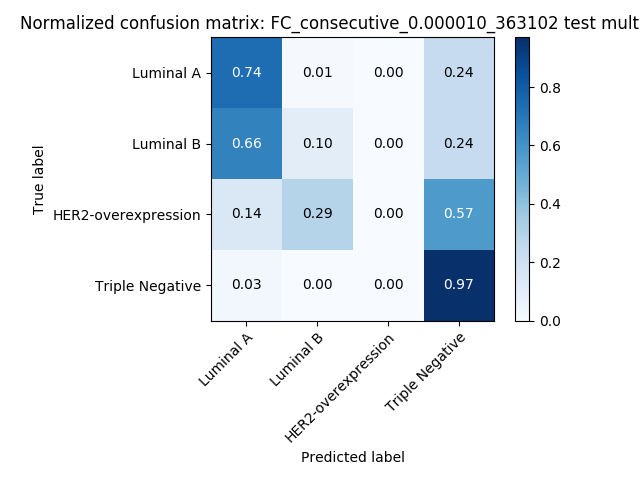 Normalized confusion matrix: FC_consecutive_0.000010_363102 test mult
True label
Luminal A 0.74 0.01 0.00 0.24
Luminal B 0.66 0.10 0.00 0.24
HER2-overexpression 0.14 0.29 0.00 0.57
Triple Negative 0.03 0.00 0.00 0.97
Luminal A
Luminal B
HER2-overexpression
Triple Negative
Predicted label
0.8
0.6
0.4
0.2
0.0